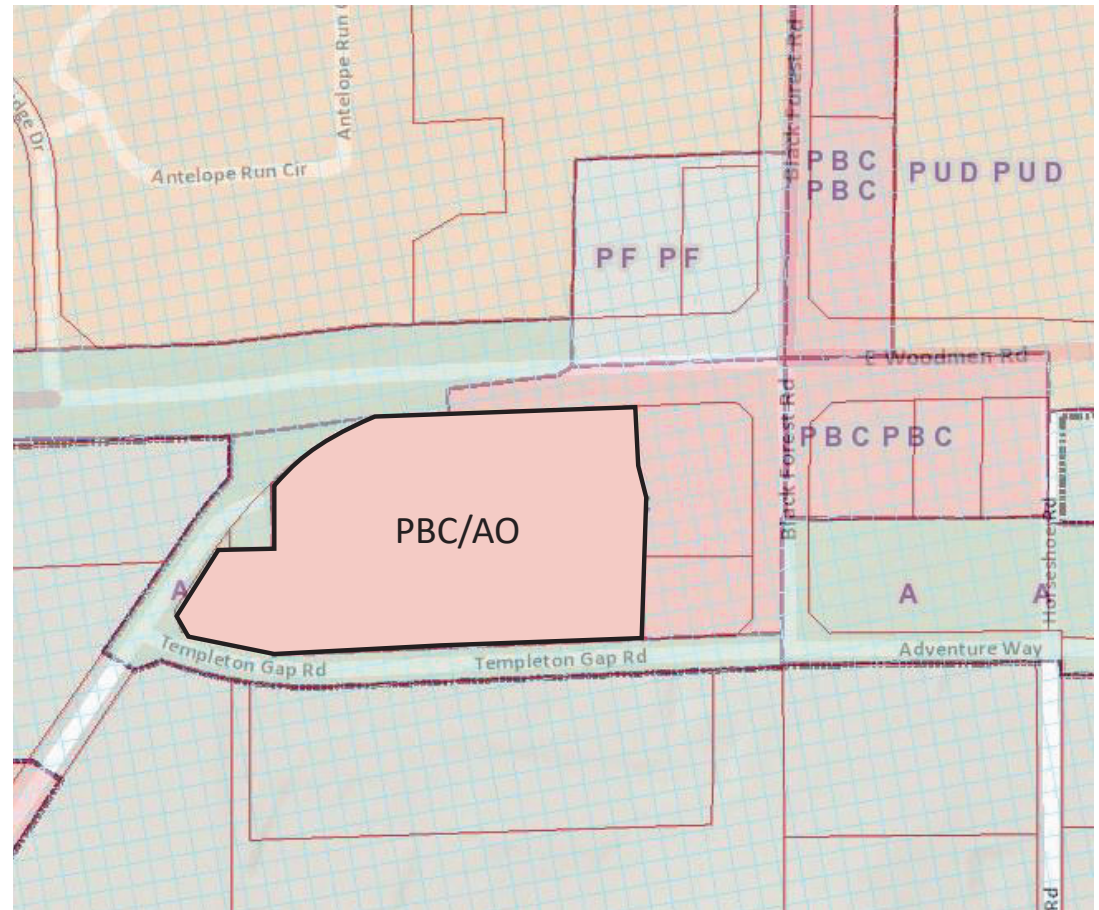 Antelope Run C
Black Forest Rd
dge Dr
Antelope Run Cir
PBC
PBC
PUD PUD
PF PF
E Woodmen Rd
Black Forest Rd
PBC PBC
PBC/AO
Horseshoe Rd
A
A
A
Templeton Gap Rd
Templeton Gap Rd
Adventure Way
Rd